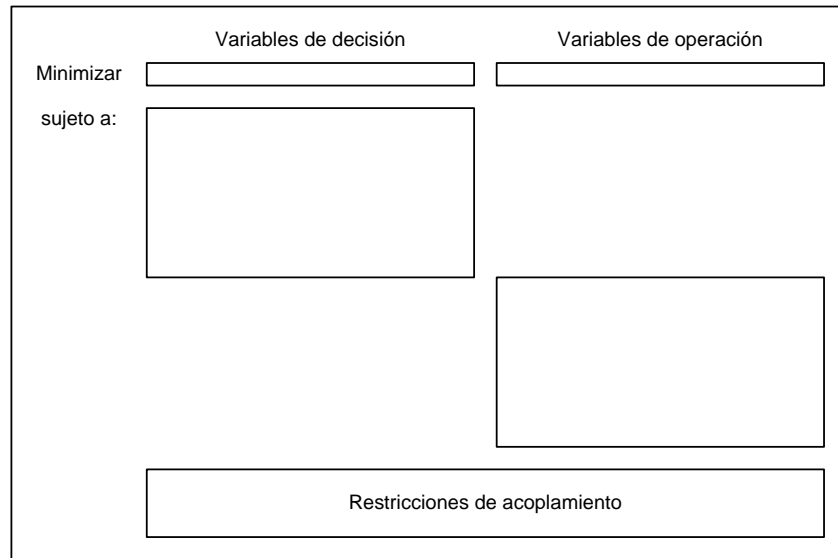 Variables de decisión
Variables de operación
Minimizar
sujeto a:
Restricciones de acoplamiento